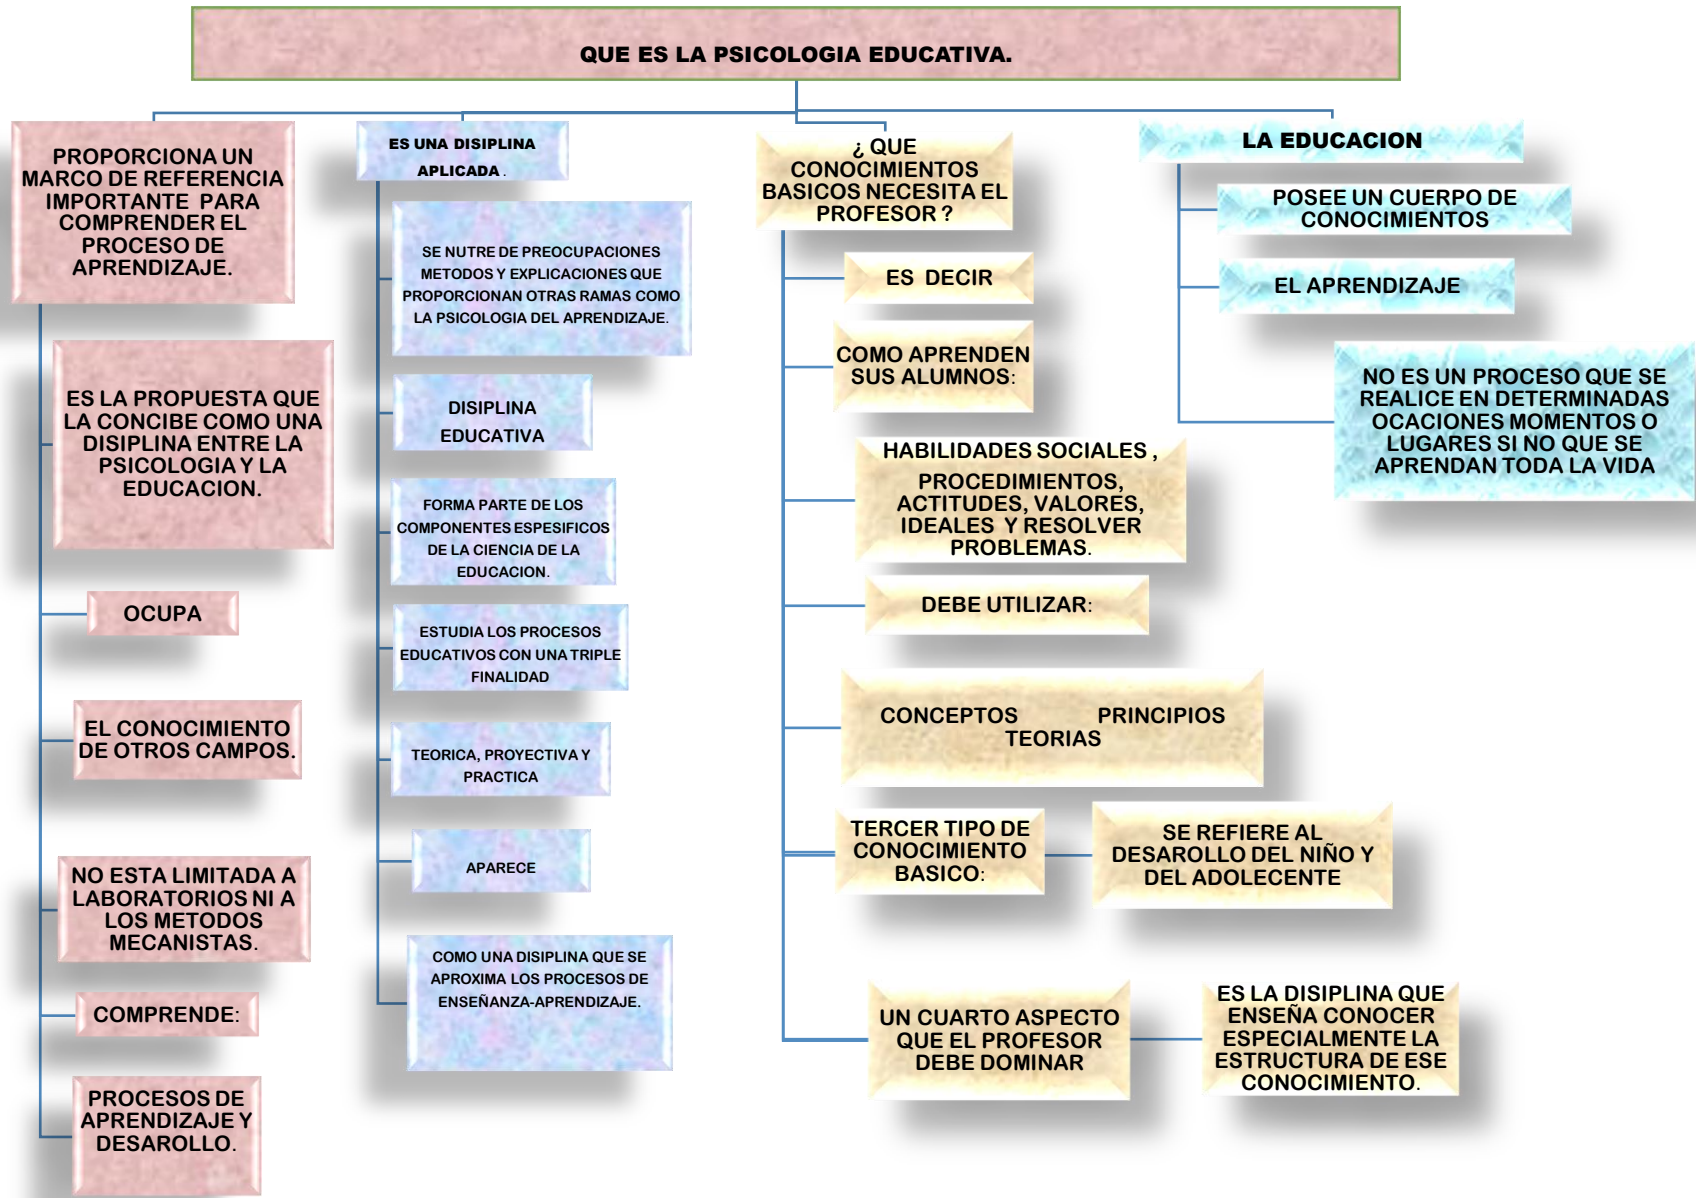 QUE ES LA PSICOLOGIA EDUCATIVA.
PROPORCIONA UN
MARCO DE REFERENCIA
IMPORTANTE PARA
COMPRENDER EL
PROCESO DE
APRENDIZAJE.
ES LA PROPUESTA QUE
LA CONCIBE COMO UNA
DISIPLINA ENTRE LA
PSICOLOGIA Y LA
EDUCACION.
OCUPA
EL CONOCIMIENTO
DE OTROS CAMPOS.
NO ESTA LIMITADA A
LABORATORIOS NI A
LOS METODOS
MECANISTAS.
COMPRENDE:
PROCESOS DE
APRENDIZAJE Y
DESAROLLO.
ES UNA DISIPLINA
APLICADA .
SE NUTRE DE PREOCUPACIONES
METODOS Y EXPLICACIONES QUE
PROPORCIONAN OTRAS RAMAS COMO
LA PSICOLOGIA DEL APRENDIZAJE.
DISIPLINA
EDUCATIVA
FORMA PARTE DE LOS
COMPONENTES ESPESIFICOS
DE LA CIENCIA DE LA
EDUCACION.
ESTUDIA LOS PROCESOS
EDUCATIVOS CON UNA TRIPLE
FINALIDAD
TEORICA, PROYECTIVA Y
PRACTICA
APARECE
COMO UNA DISIPLINA QUE SE
APROXIMA LOS PROCESOS DE
ENSEÑANZA-APRENDIZAJE.
¿ QUE
CONOCIMIENTOS
BASICOS NECESITA EL
PROFESOR ?
ES DECIR
COMO APRENDEN
SUS ALUMNOS:
HABILIDADES SOCIALES ,
PROCEDIMIENTOS,
ACTITUDES, VALORES,
IDEALES Y RESOLVER
PROBLEMAS.
DEBE UTILIZAR:
CONCEPTOS PRINCIPIOS
TEORIAS
TERCER TIPO DE
CONOCIMIENTO
BASICO:
SE REFIERE AL
DESAROLLO DEL NIÑO Y
DEL ADOLECENTE
UN CUARTO ASPECTO
QUE EL PROFESOR
DEBE DOMINAR
ES LA DISIPLINA QUE
ENSEÑA CONOCER
ESPECIALMENTE LA
ESTRUCTURA DE ESE
CONOCIMIENTO.
LA EDUCACION
POSEE UN CUERPO DE
CONOCIMIENTOS
EL APRENDIZAJE
NO ES UN PROCESO QUE SE
REALICE EN DETERMINADAS
OCACIONES MOMENTOS O
LUGARES SI NO QUE SE
APRENDAN TODA LA VIDA